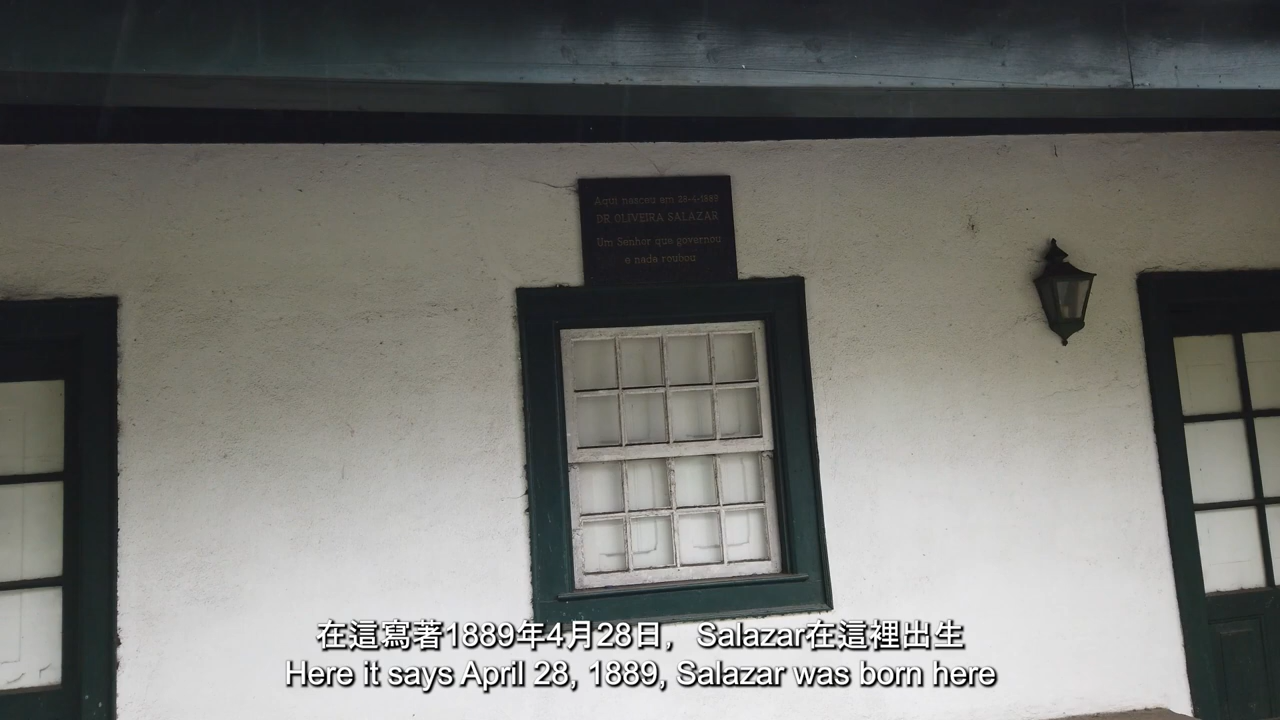 Aqui nasceu em 28-4-1889
DR OLIVEIRA SALAZAR
Um Senhor que governou
e nada roubou
在這寫著1889年4月28日，Salazar在這裡出生
Here it says April 28, 1889, Salazar was born here